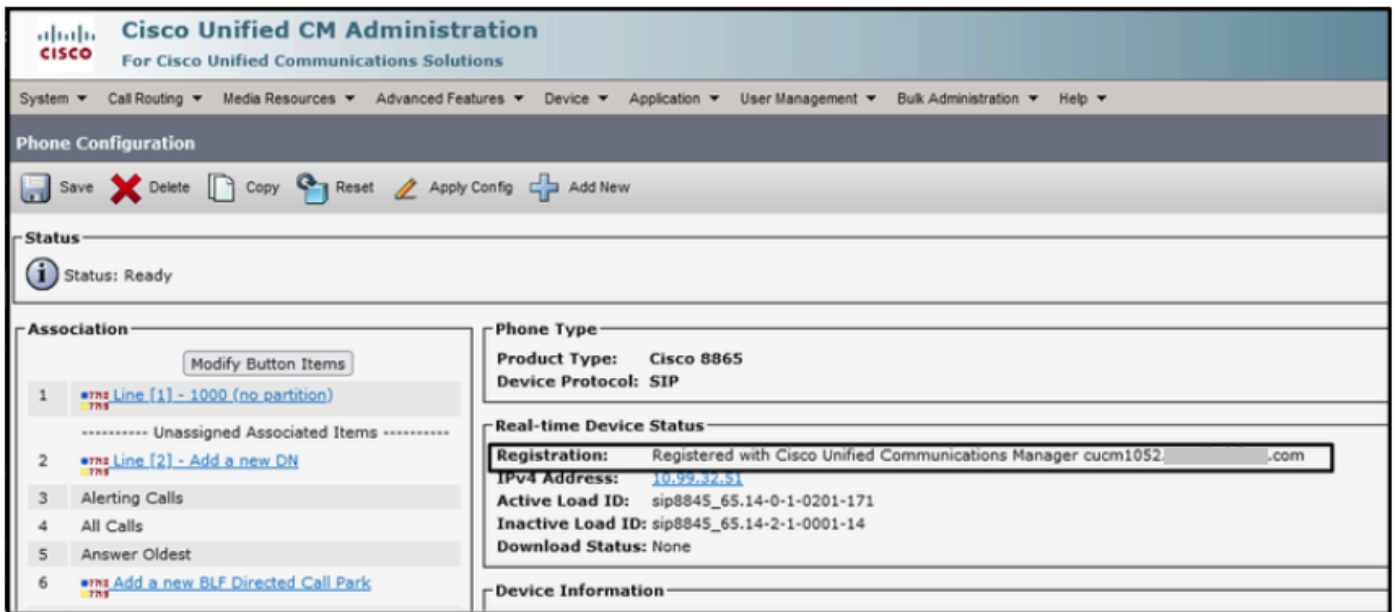 CISCO
Cisco Unified CM Administration
For Cisco Unified Communications Solutions
System Call Routing Media Resources Advanced Features Device Application User Management Bulk Administration Help
Phone Configuration
Save Delete Copy Reset Apply Config Add New
Status
Status: Ready
Association
Modify Button Items
1 Line [1] - 1000 (no partition)
---------- Unassigned Associated Items ----------
2 Line [2] - Add a new DN
3 Alerting Calls
4 All Calls
5 Answer Oldest
6 Add a new BLF Directed Call Park
Phone Type
Product Type: Cisco 8865
Device Protocol: SIP
Real-time Device Status
Registration: Registered with Cisco Unified Communications Manager cucm1052. .com
IPv4 Address: 10.99.32.51
Active Load ID: sip8845_65.14-0-1-0201-171
Inactive Load ID: sip8845_65.14-2-1-0001-14
Download Status: None
Device Information